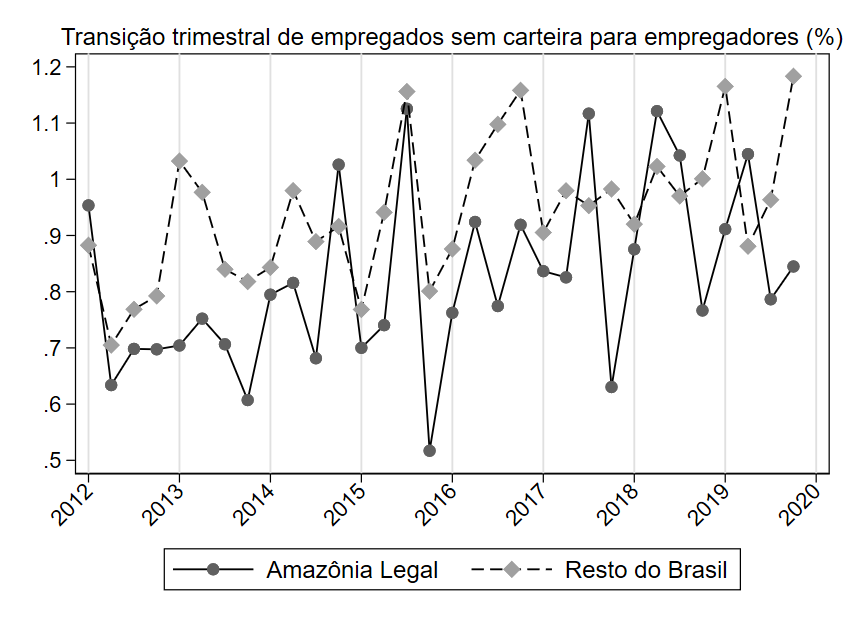 Transição trimestral de empregados sem carteira para empregadores (%)
1.2
1.1
1
.9
.8
.7
.6
.5
2012 2013 2014 2015 2016 2017 2018 2019 2020
Amazônia Legal Resto do Brasil